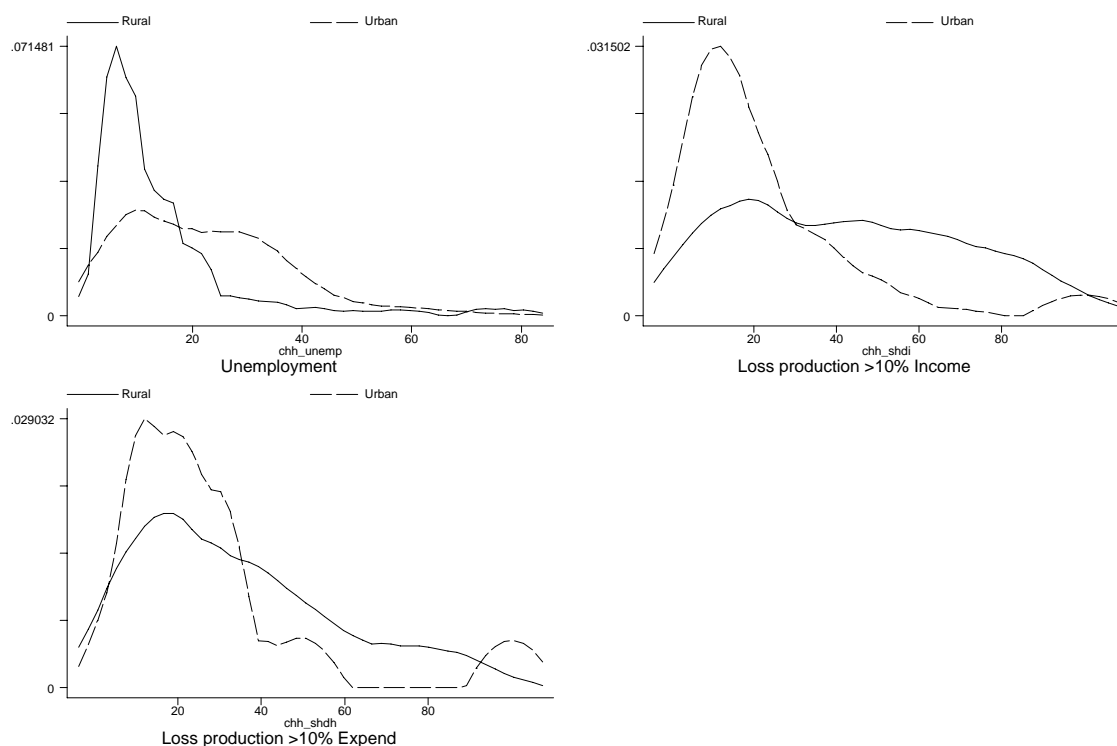 Rural Urban
.071481
0
20 40 60 80
chh_unemp
Unemployment
Rural Urban
.031502
0
20 40 60 80
chh_shdi
Loss production >10% Income
Rural Urban
.029032
0
20 40 60 80
chh_shdh
Loss production >10% Expend